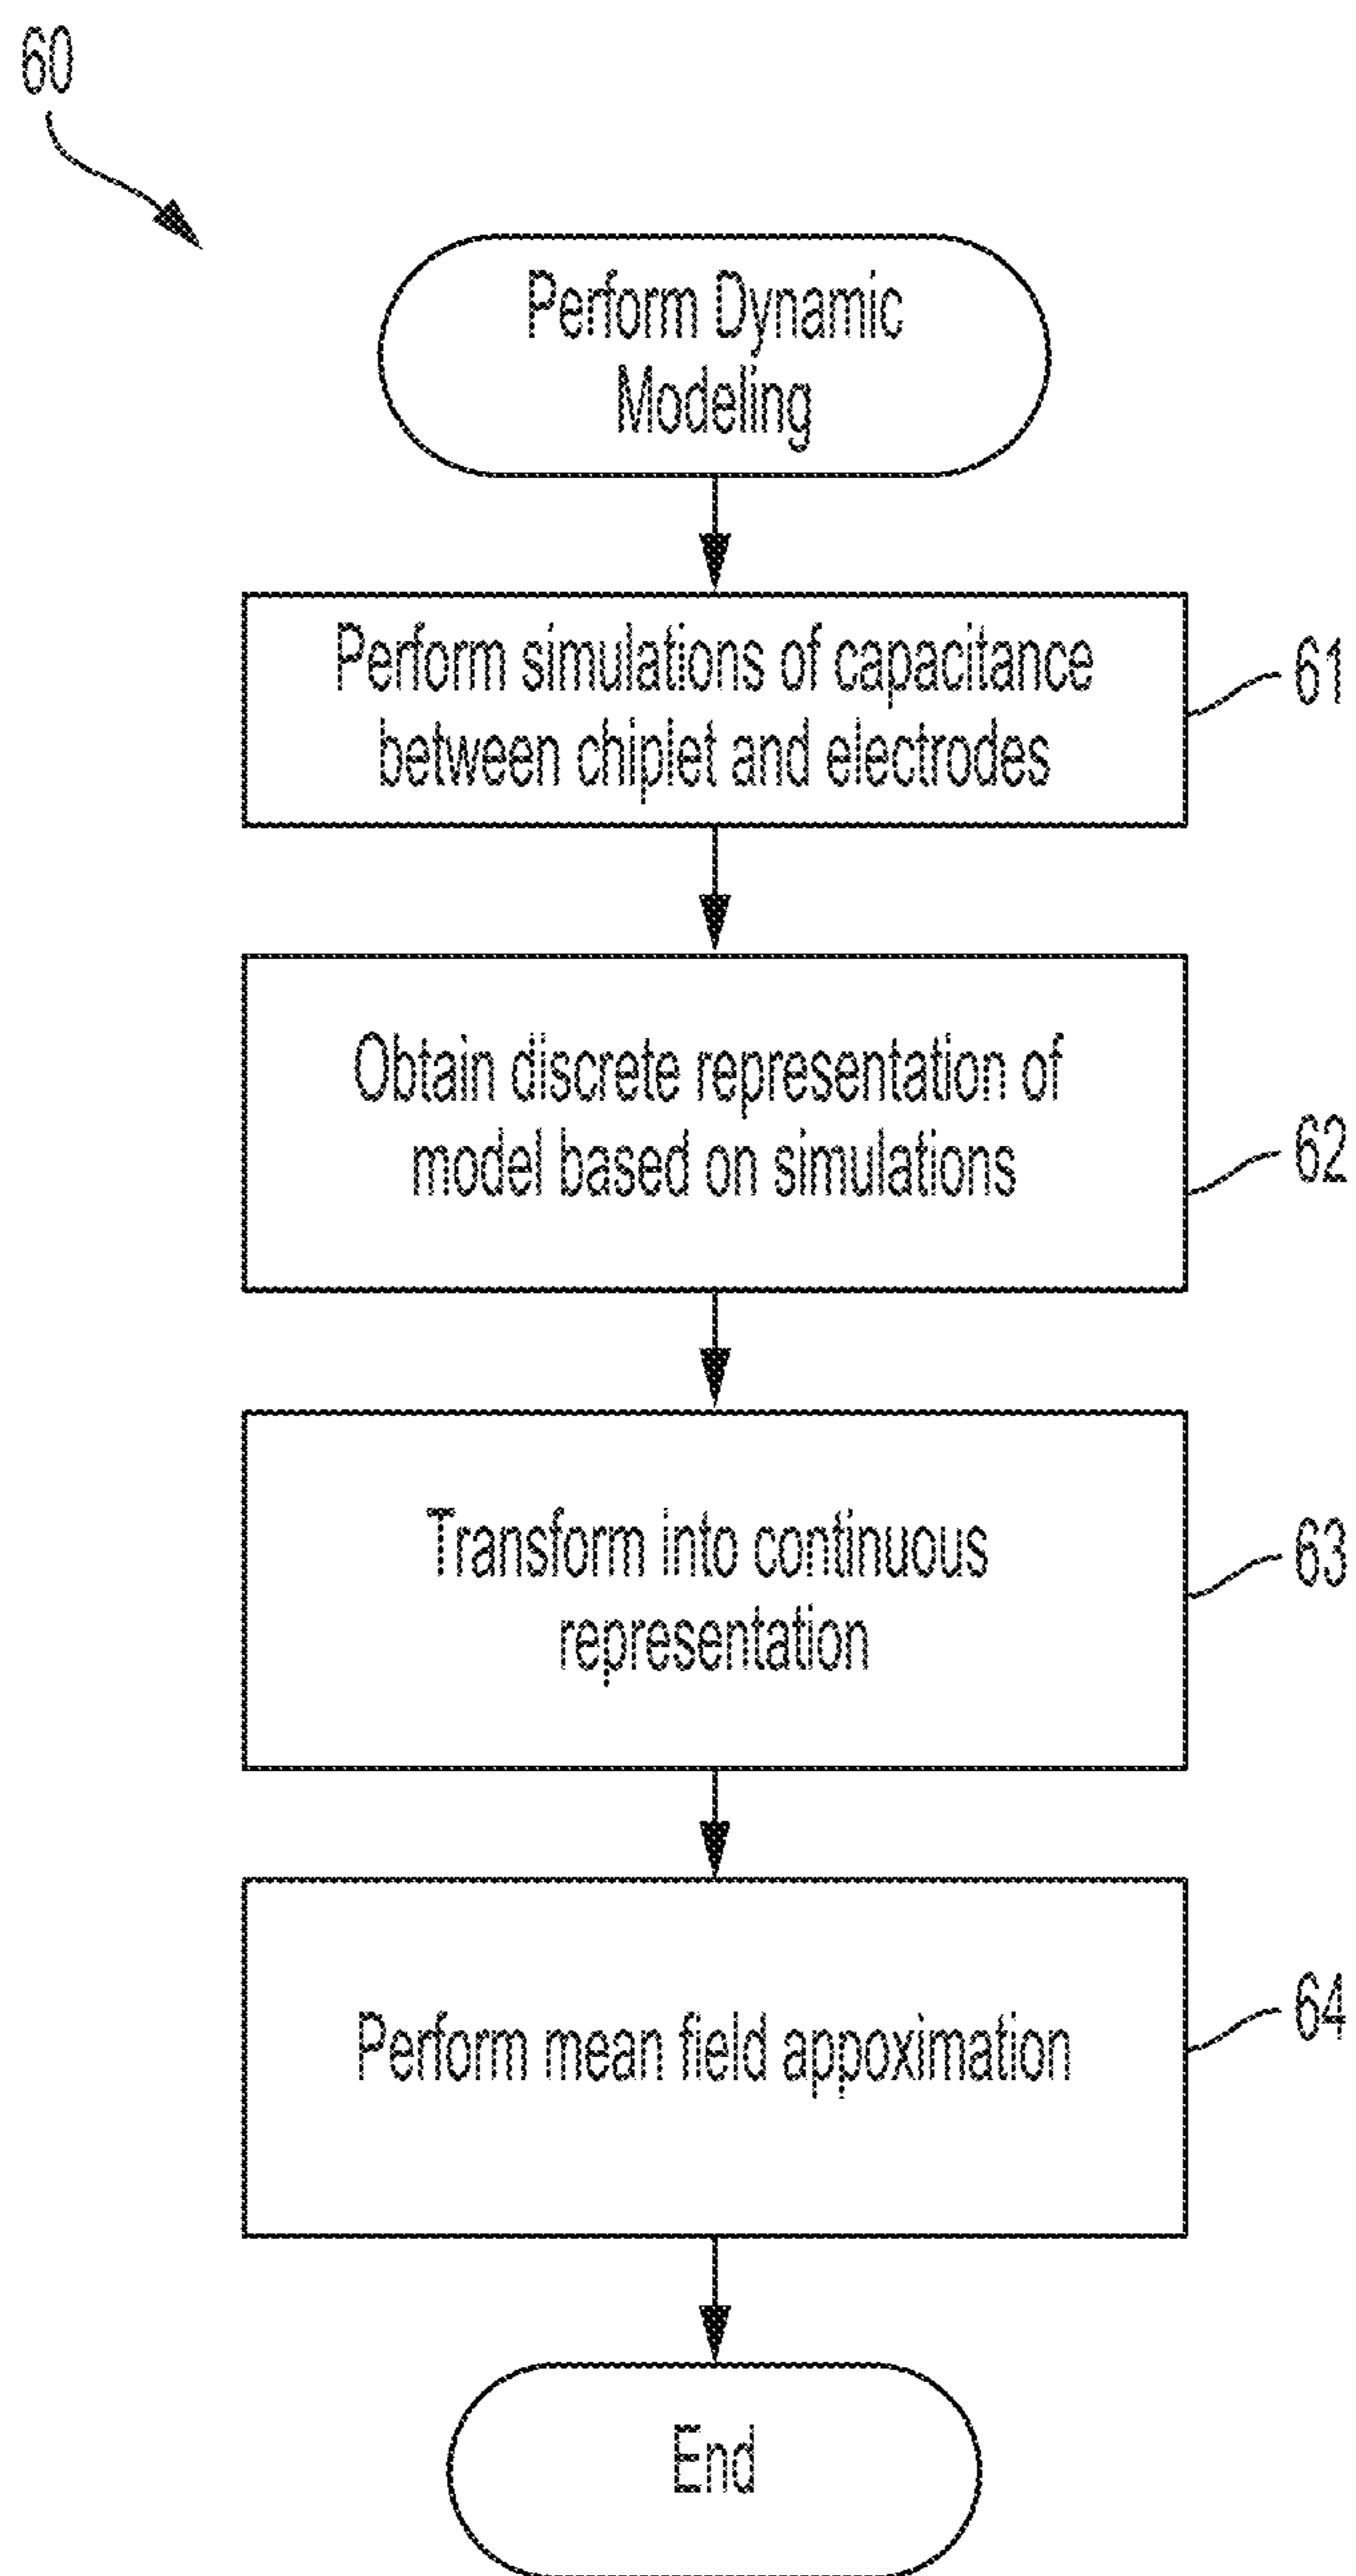 60
Perform Dynamic
Modeling
Perform simulations of capacitance
between chiplet and electrodes
61
Obtain discrete representation of
model based on simulations
62
Transform into continuous
representation
63
Perform mean field appoximation
64
End